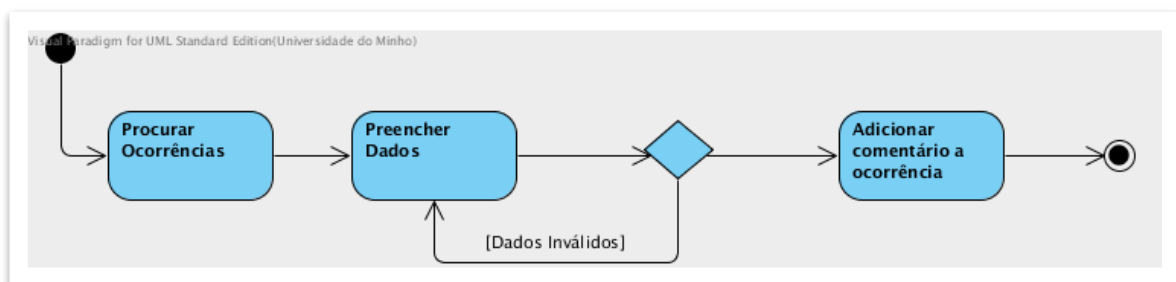 Visual Paradigm for UML Standard Edition(Universidade do Minho)
Procurar
Ocorrências
Preencher
Dados
Adicionar
comentário a
ocorrência
[Dados Inválidos]